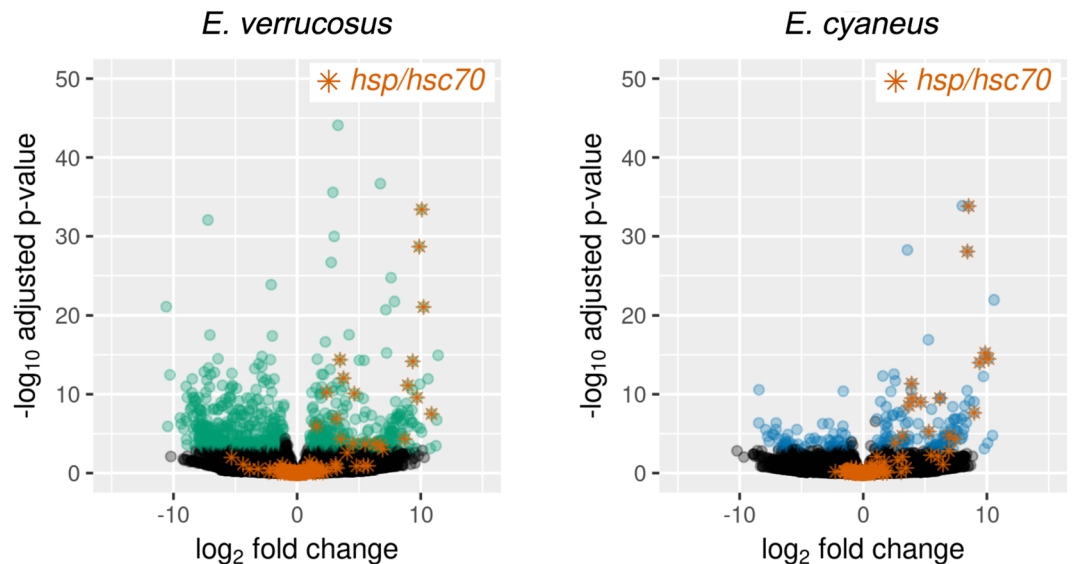 E. verrucosus
hsp/hsc70
50
40
30
20
10
0
-log10 adjusted p-value
-10
0
10
log2 fold change
E. cyaneus
hsp/hsc70
50
40
30
20
10
0
-log10 adjusted p-value
-10
0
10
log2 fold change